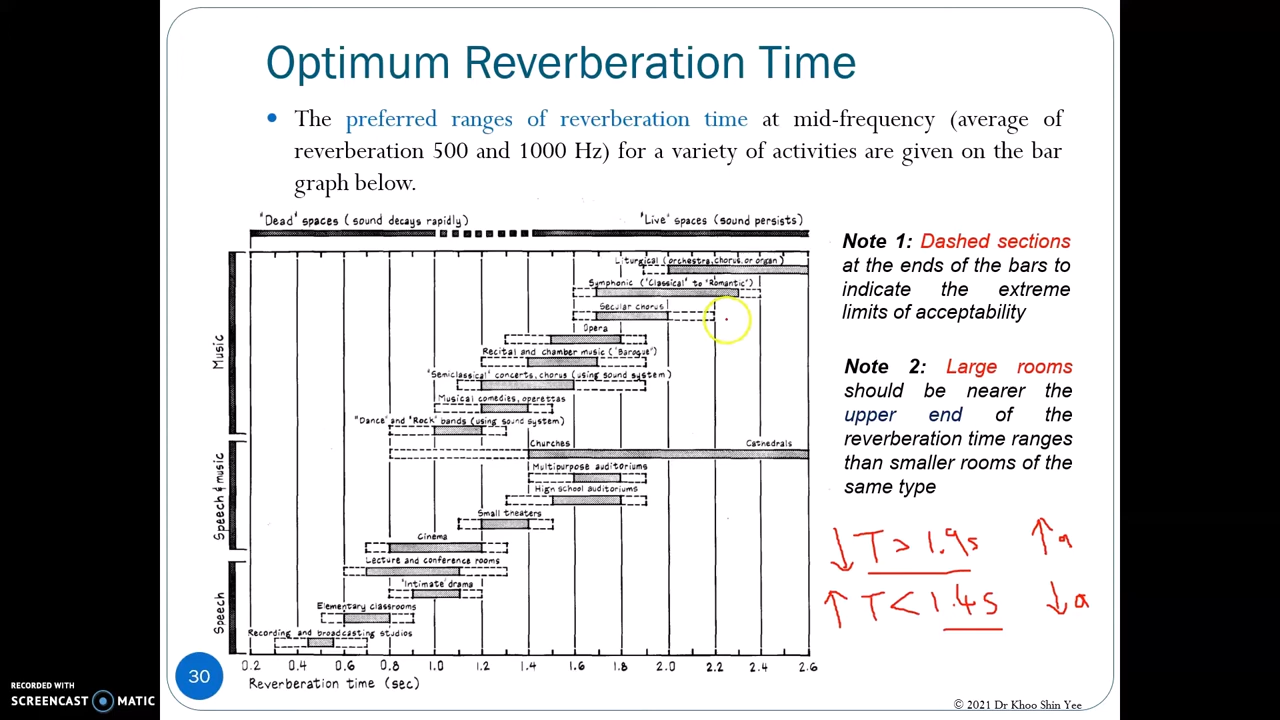 Optimum Reverberation Time
• The preferred ranges of reverberation time at mid-frequency (average of
reverberation 500 and 1000 Hz) for a variety of activities are given on the bar
graph below.
"Dead" spaces (sound decays rapidly)
"Live" spaces (sound persists)
Liturgical (orchestra, chorus, or organ)
Symphonic ("Classical" to "Romantic")
Secular chorus
Opera
Recital and chamber music ("Baroque")
"Semiclassical" concerts, chorus (using sound system)
Musical comedies, operettas
"Dance" and "Rock" bands (using sound system)
Music
Churches
Cathedrals
Multipurpose auditoriums
High school auditoriums
Small theaters
Cinema
Speech & music
Lecture and conference rooms
"Intimate" drama
Elementary classrooms
Recording and broadcasting studios
Speech
0.2 0.4 0.6 0.8 1.0 1.2 1.4 1.6 1.8 2.0 2.2 2.4 2.6
Reverberation time (sec)
Note 1: Dashed sections
at the ends of the bars to
indicate the extreme
limits of acceptability
Note 2: Large rooms
should be nearer the
upper end of the
reverberation time ranges
than smaller rooms of the
same type
↓ T > 1.9s ↑ a
↑ T < 1.4s ↓ a
30
RECORDED WITH
SCREENCAST MATIC
© 2021 Dr Khoo Shin Yee